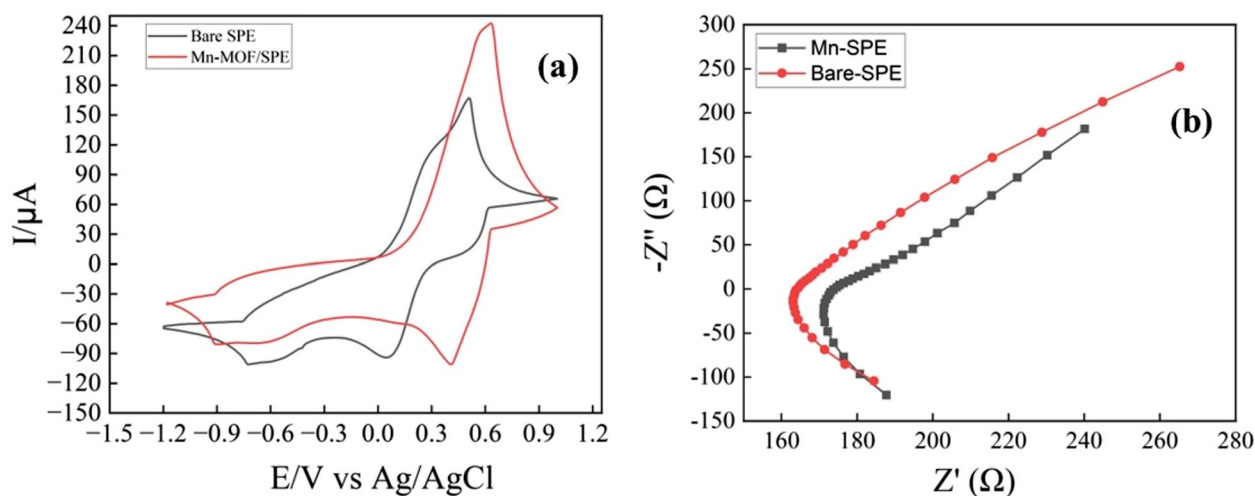 Bare SPE
Mn-MOF/SPE
(a)
240
210
180
150
120
90
60
30
0
−30
−60
−90
−120
−150
−1.5 −1.2 −0.9 −0.6 −0.3 0.0 0.3 0.6 0.9 1.2
I/μA
E/V vs Ag/AgCl
Mn-SPE
Bare-SPE
(b)
300
250
200
150
100
50
0
-50
-100
-150
160 180 200 220 240 260 280
-Z" (Ω)
Z' (Ω)